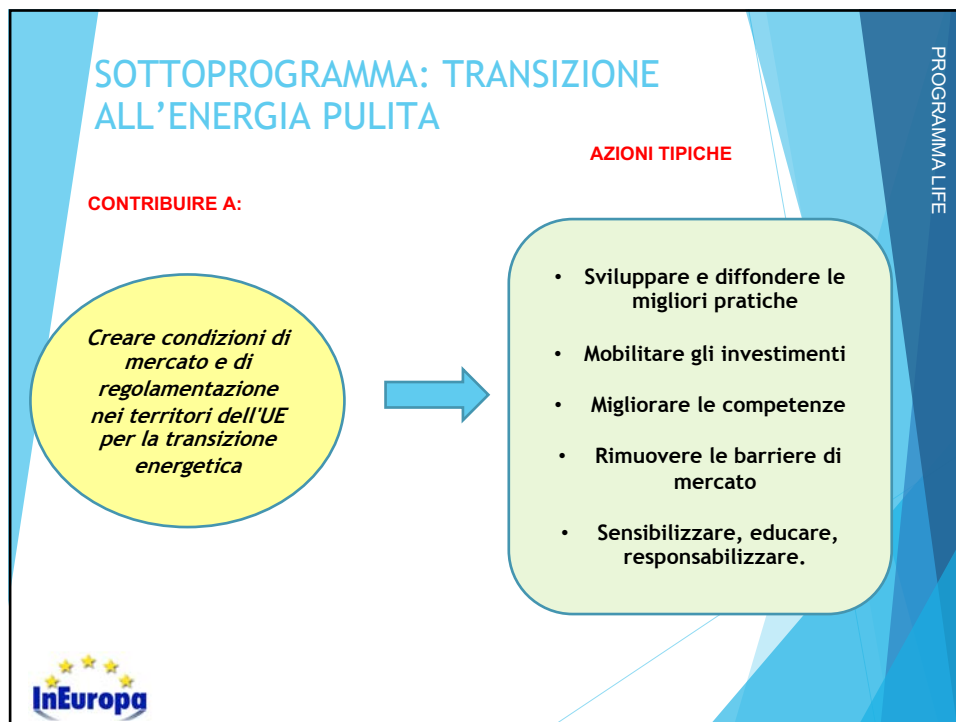 SOTTOPROGRAMMA: TRANSIZIONE
ALL’ENERGIA PULITA
PROGRAMMA LIFE
AZIONI TIPICHE
CONTRIBUIRE A:
Creare condizioni di
mercato e di
regolamentazione
nei territori dell'UE
per la transizione
energetica
• Sviluppare e diffondere le
migliori pratiche
• Mobilitare gli investimenti
• Migliorare le competenze
• Rimuovere le barriere di
mercato
• Sensibilizzare, educare,
responsabilizzare.
InEuropa